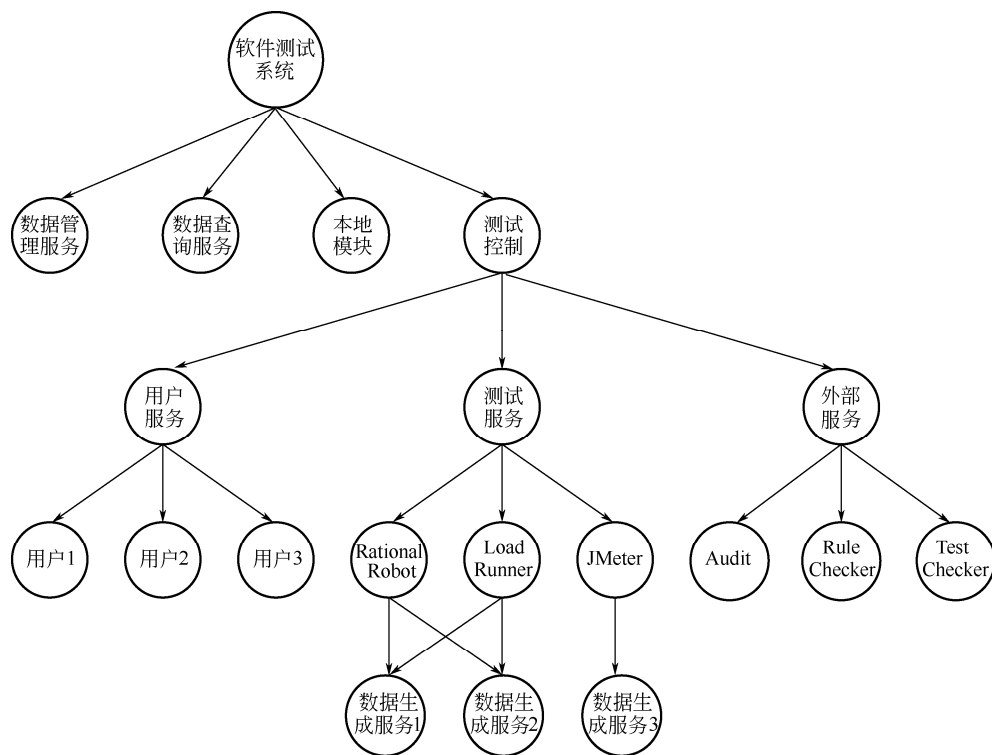 软件测试
系统
数据管
理服务
数据查
询服务
本地
模块
测试
控制
用户
服务
测试
服务
外部
服务
用户1
用户2
用户3
Rational
Robot
Load
Runner
JMeter
Audit
Rule
Checker
Test
Checker
数据生
成服务1
数据生
成服务2
数据生
成服务3